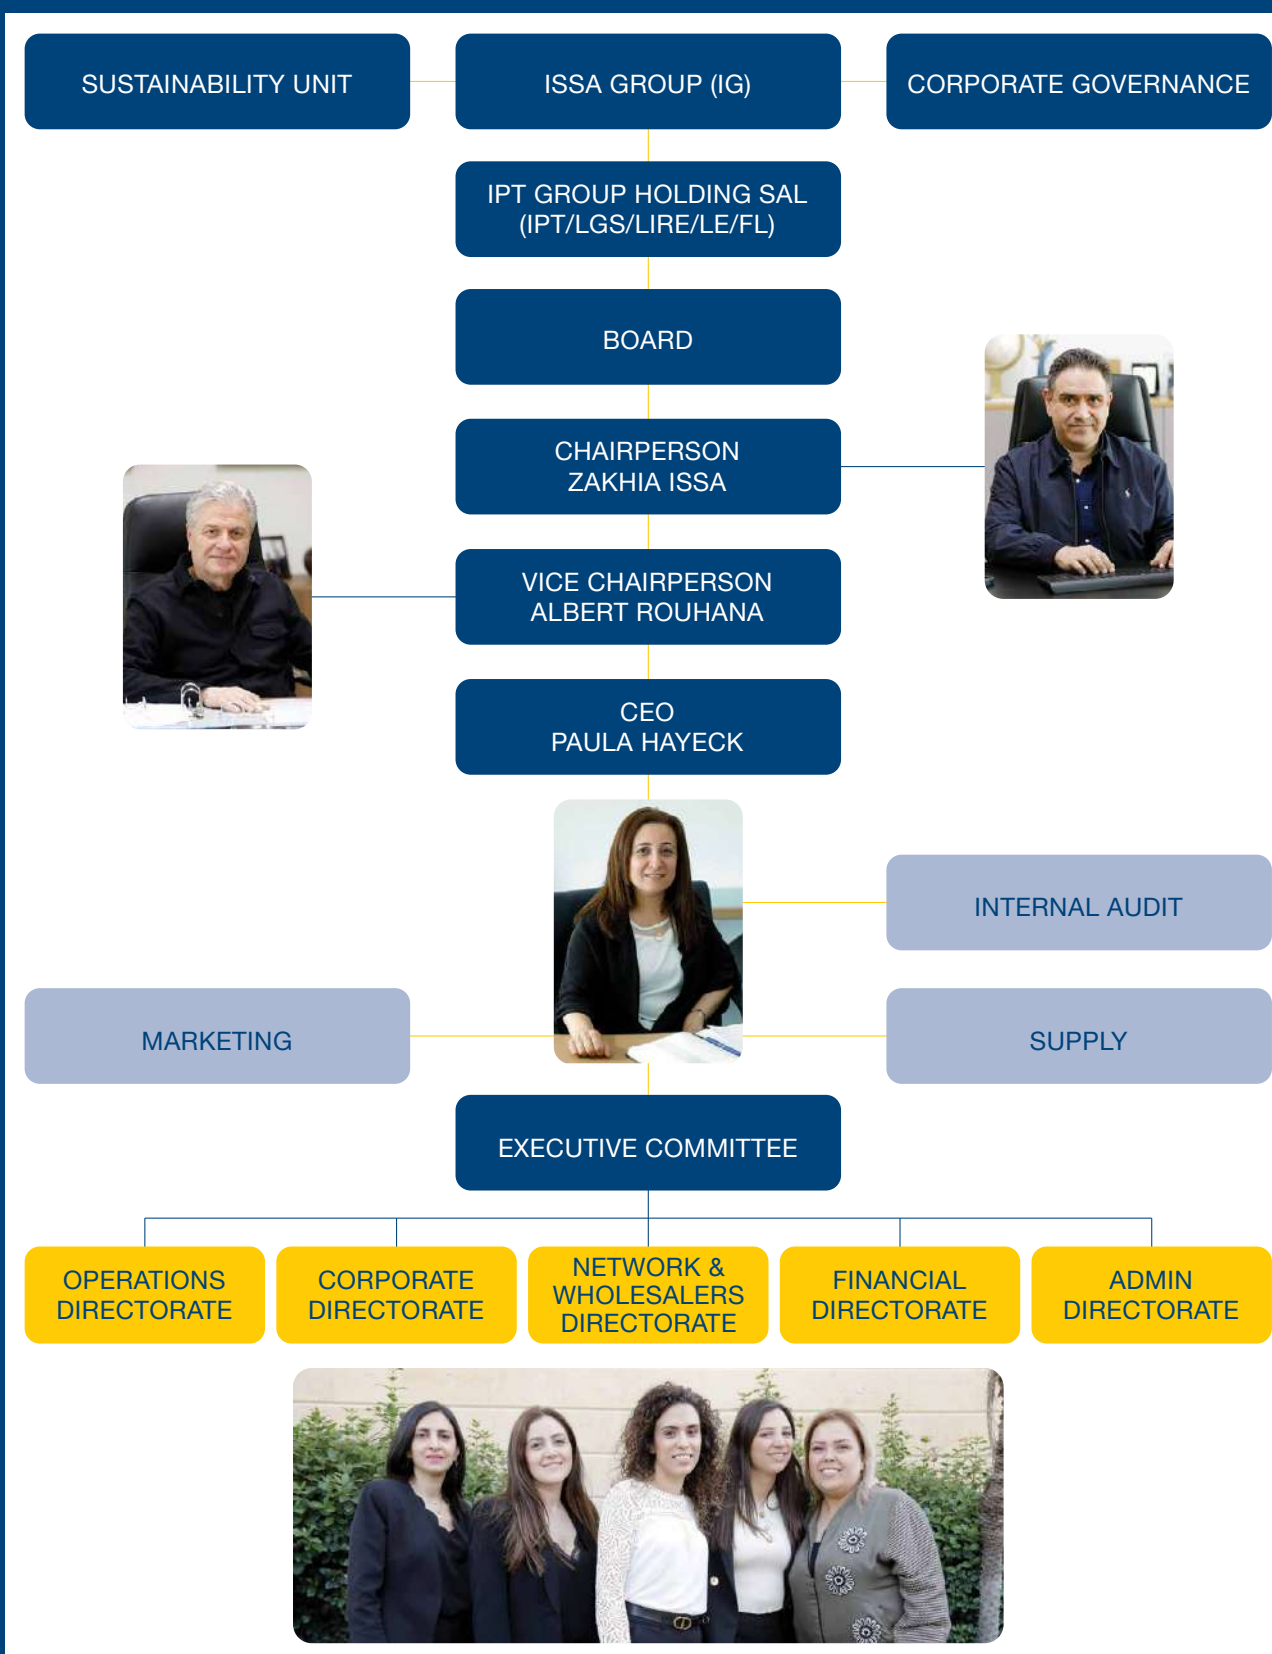 SUSTAINABILITY UNIT
ISSA GROUP (IG)
CORPORATE GOVERNANCE
IPT GROUP HOLDING SAL
(IPT/LGS/LIRE/LE/FL)
BOARD
CHAIRPERSON
ZAKHIA ISSA
VICE CHAIRPERSON
ALBERT ROUHANA
CEO
PAULA HAYECK
INTERNAL AUDIT
MARKETING
SUPPLY
EXECUTIVE COMMITTEE
OPERATIONS
DIRECTORATE
CORPORATE
DIRECTORATE
NETWORK &
WHOLESALERS
DIRECTORATE
FINANCIAL
DIRECTORATE
ADMIN
DIRECTORATE